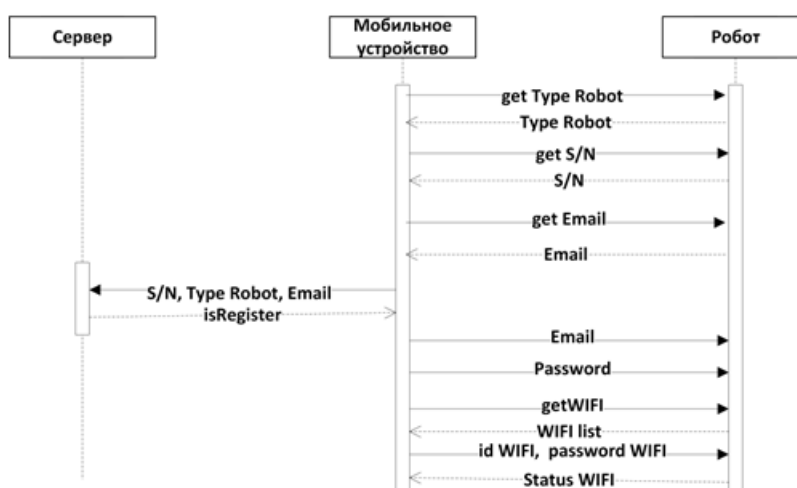 Сервер
Мобильное
устройство
Робот
get Type Robot
Type Robot
get S/N
S/N
get Email
Email
S/N, Type Robot, Email
isRegister
Email
Password
getWIFI
WIFI list
id WIFI, password WIFI
Status WIFI